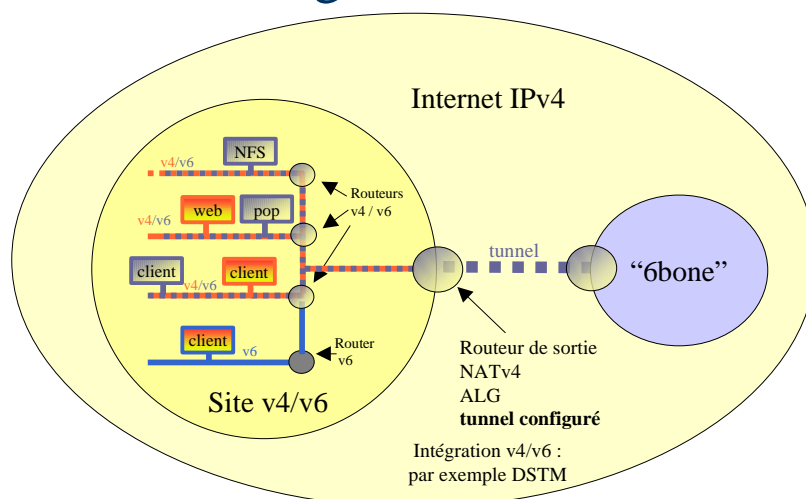 Internet IPv4
NFS
v4/v6
Routeurs
v4 / v6
web
pop
v4/v6
client
client
v4/v6
client
v6
Router
v6
Site v4/v6
tunnel
“6bone”
Routeur de sortie
NATv4
ALG
tunnel configuré
Intégration v4/v6 :
par exemple DSTM